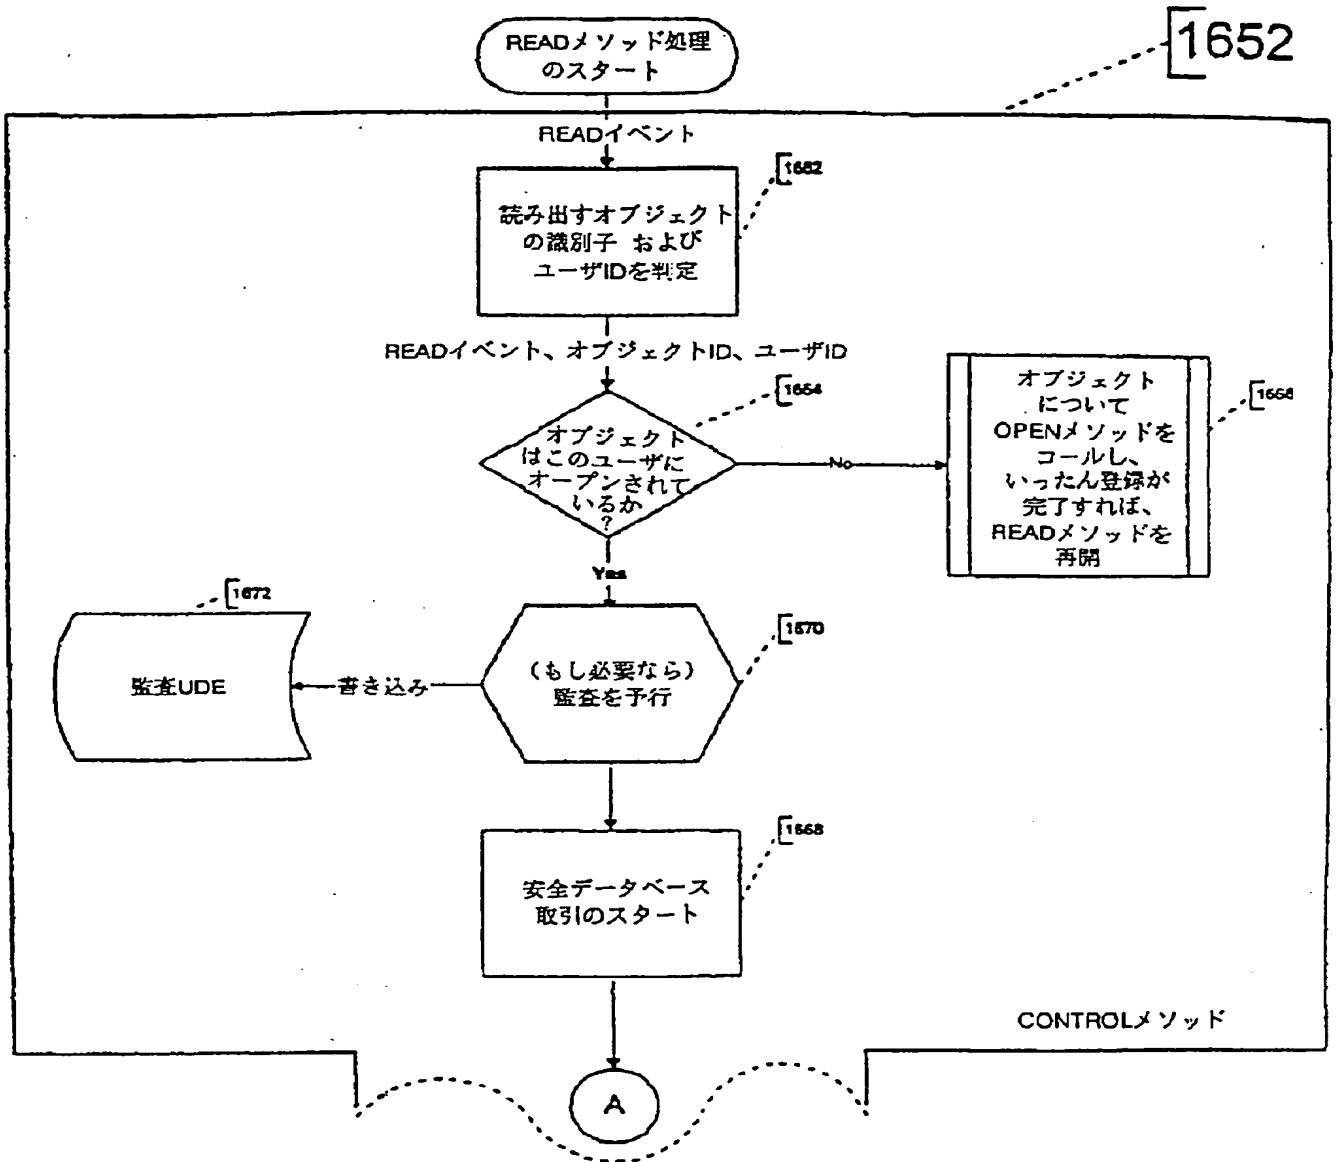 READメソッド処理
のスタート
1652
READイベント
1662
読み出すオブジェクト
の識別子 および
ユーザIDを判定
READイベント、オブジェクトID、ユーザID
1664
オブジェクト
はこのユーザに
オープンされて
いるか
?
No
オブジェクト
について
OPENメソッドを
コールし、
いったん登録が
完了すれば、
READメソッドを
再開
1666
Yes
1672
監査UDE
書き込み
(もし必要なら)
監査を予行
1670
1668
安全データベース
取引のスタート
CONTROLメソッド
A